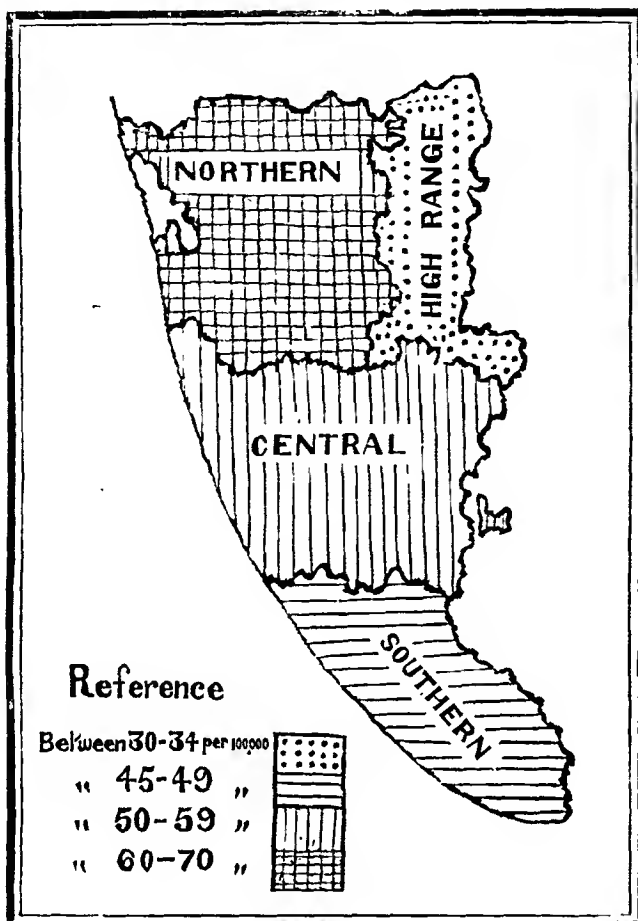 NORTHERN
HIGH RANGE
CENTRAL
SOUTHERN
Reference
Between 30-34 per 100,000
" 45-49 "
" 50-59 "
" 60-70 "